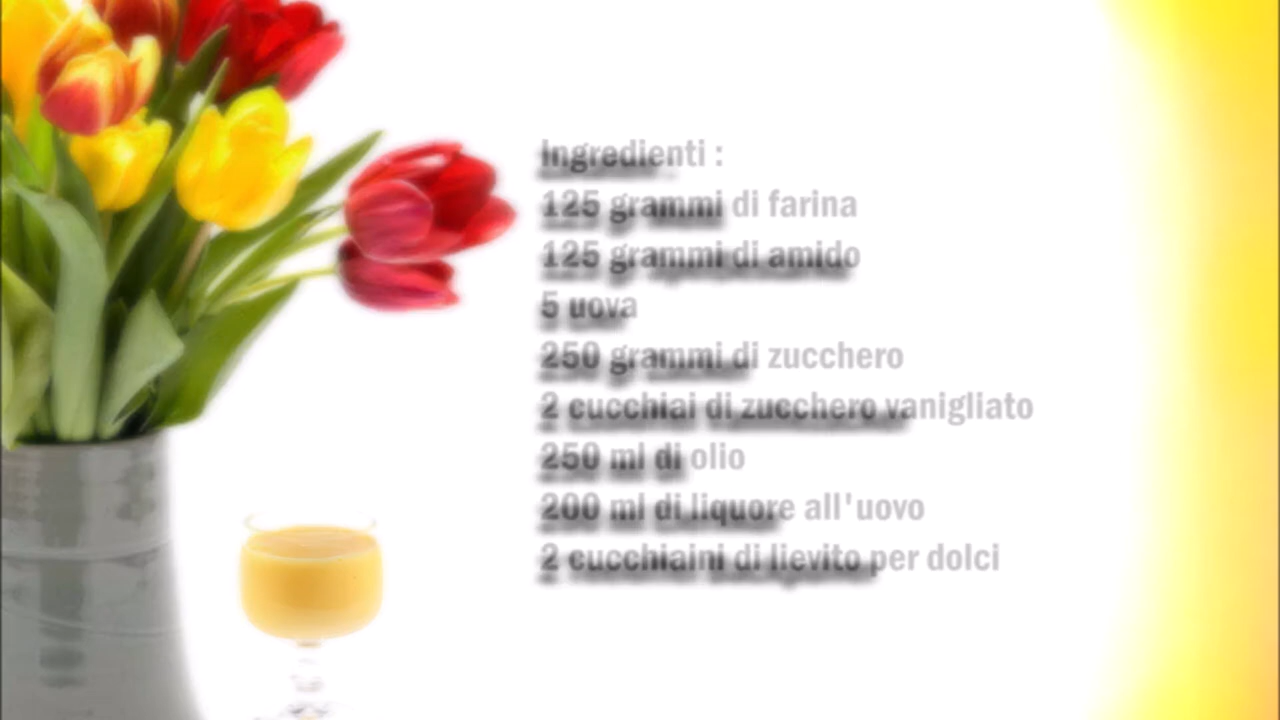 Ingredienti :
125 grammi di farina
125 grammi di amido
5 uova
250 grammi di zucchero
2 cucchiai di zucchero vanigliato
250 ml di olio
200 ml di liquore all'uovo
2 cucchiaini di lievito per dolci